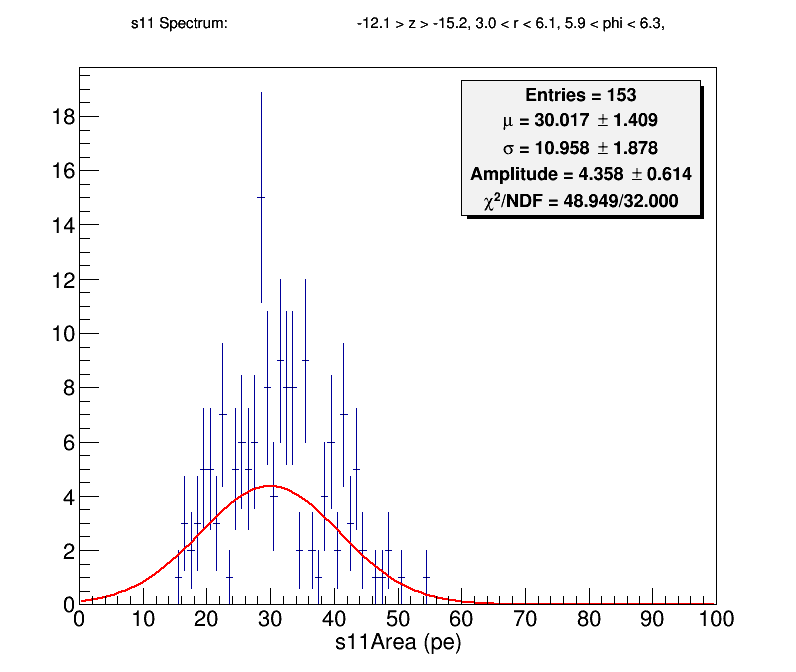 s11 Spectrum: -12.1 > z > -15.2, 3.0 < r < 6.1, 5.9 < phi < 6.3,
Entries = 153
μ = 30.017 ± 1.409
σ = 10.958 ± 1.878
Amplitude = 4.358 ± 0.614
χ²/NDF = 48.949/32.000
18
16
14
12
10
8
6
4
2
0
0 10 20 30 40 50 60 70 80 90 100
s11Area (pe)